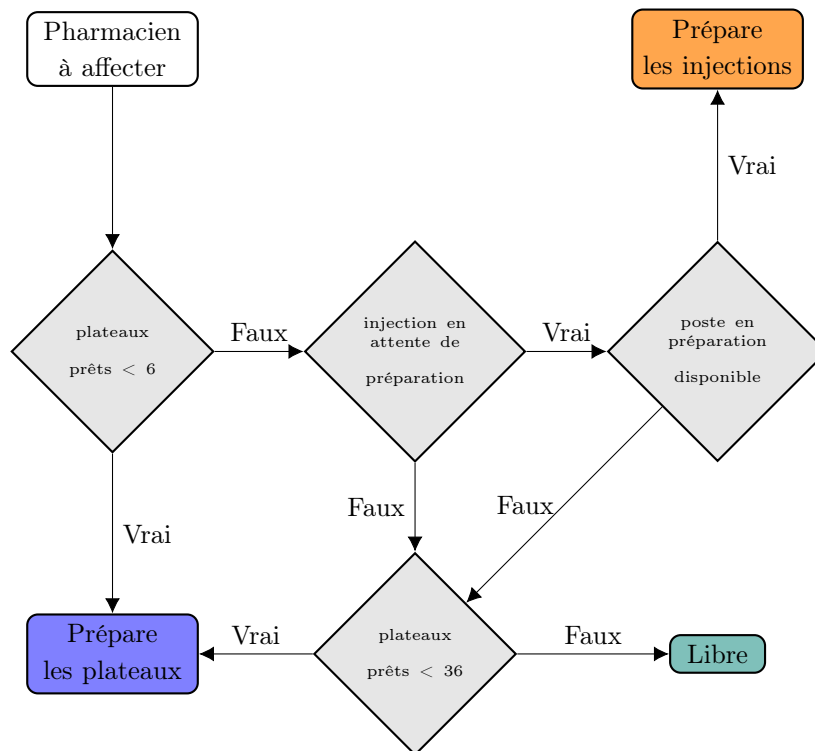 Pharmacien
à affecter
Prépare
les injections
Vrai
plateaux
prêts < 6
Faux
injection en
attente de
préparation
Vrai
poste en
préparation
disponible
Vrai
Faux
Faux
Prépare
les plateaux
Vrai
plateaux
prêts < 36
Faux
Libre